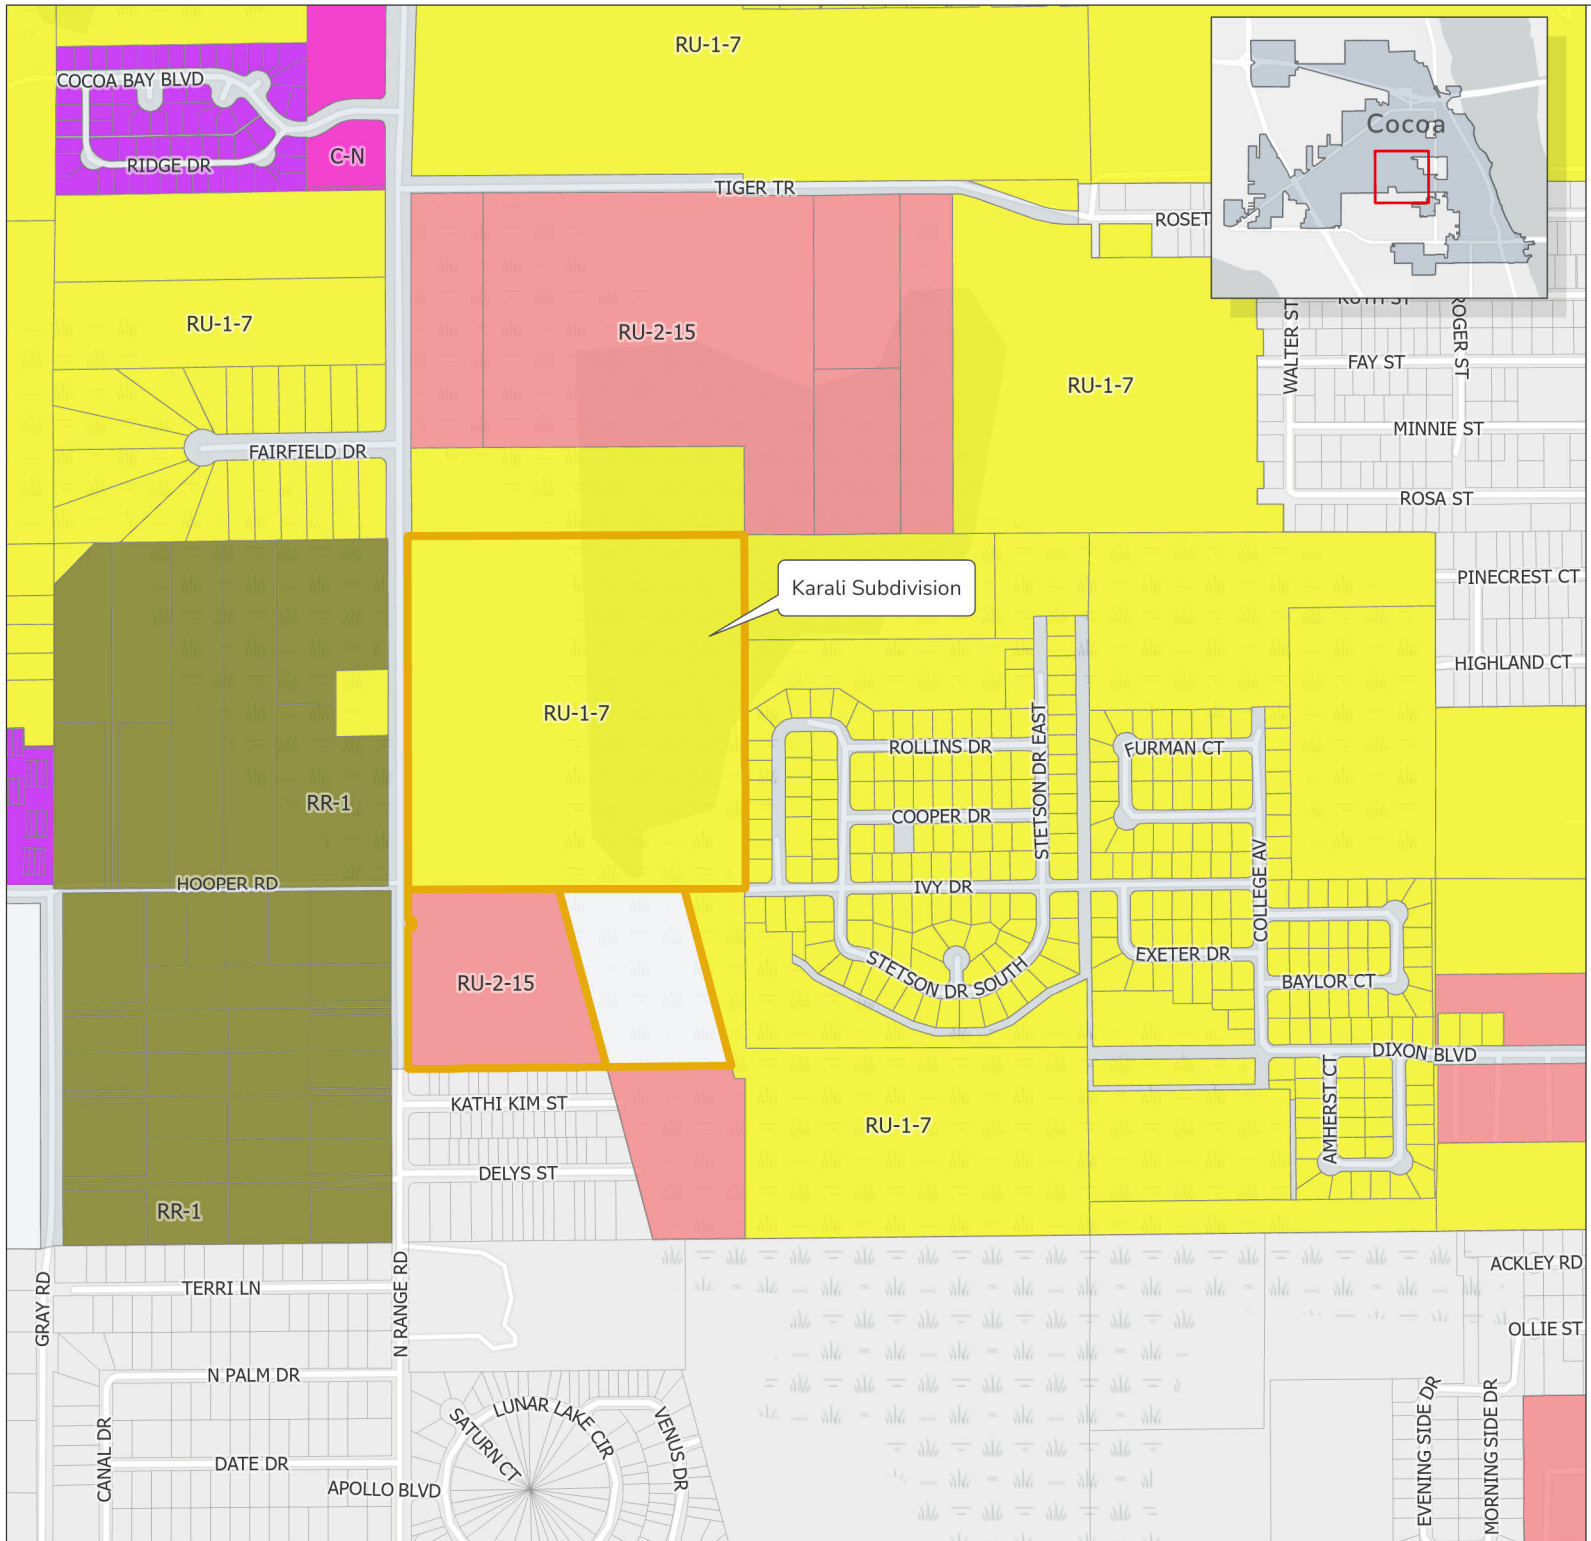 RU-1-7
COCOA BAY BLVD
Cocoa
C-N
RIDGE DR
TIGER TR
ROSET
RUTH ST
RU-1-7
RU-2-15
WALTER ST
ROGER ST
FAY ST
RU-1-7
MINNIE ST
FAIRFIELD DR
ROSA ST
Karali Subdivision
PINECREST CT
HIGHLAND CT
RU-1-7
ROLLINS DR
STETSON DR EAST
FURMAN CT
RR-1
COOPER DR
HOOPER RD
IVY DR
COLLEGE AV
EXETER DR
STETSON DR SOUTH
RU-2-15
BAYLOR CT
DIXON BLVD
KATHI KIM ST
AMHERST CT
RU-1-7
DELYS ST
RR-1
ACKLEY RD
GRAY RD
TERRI LN
N RANGE RD
OLLIE ST
N PALM DR
LUNAR LAKE CIR
SATURN CT
VENUS DR
EVENING SIDE DR
MORNING SIDE DR
CANAL DR
DATE DR
APOLLO BLVD